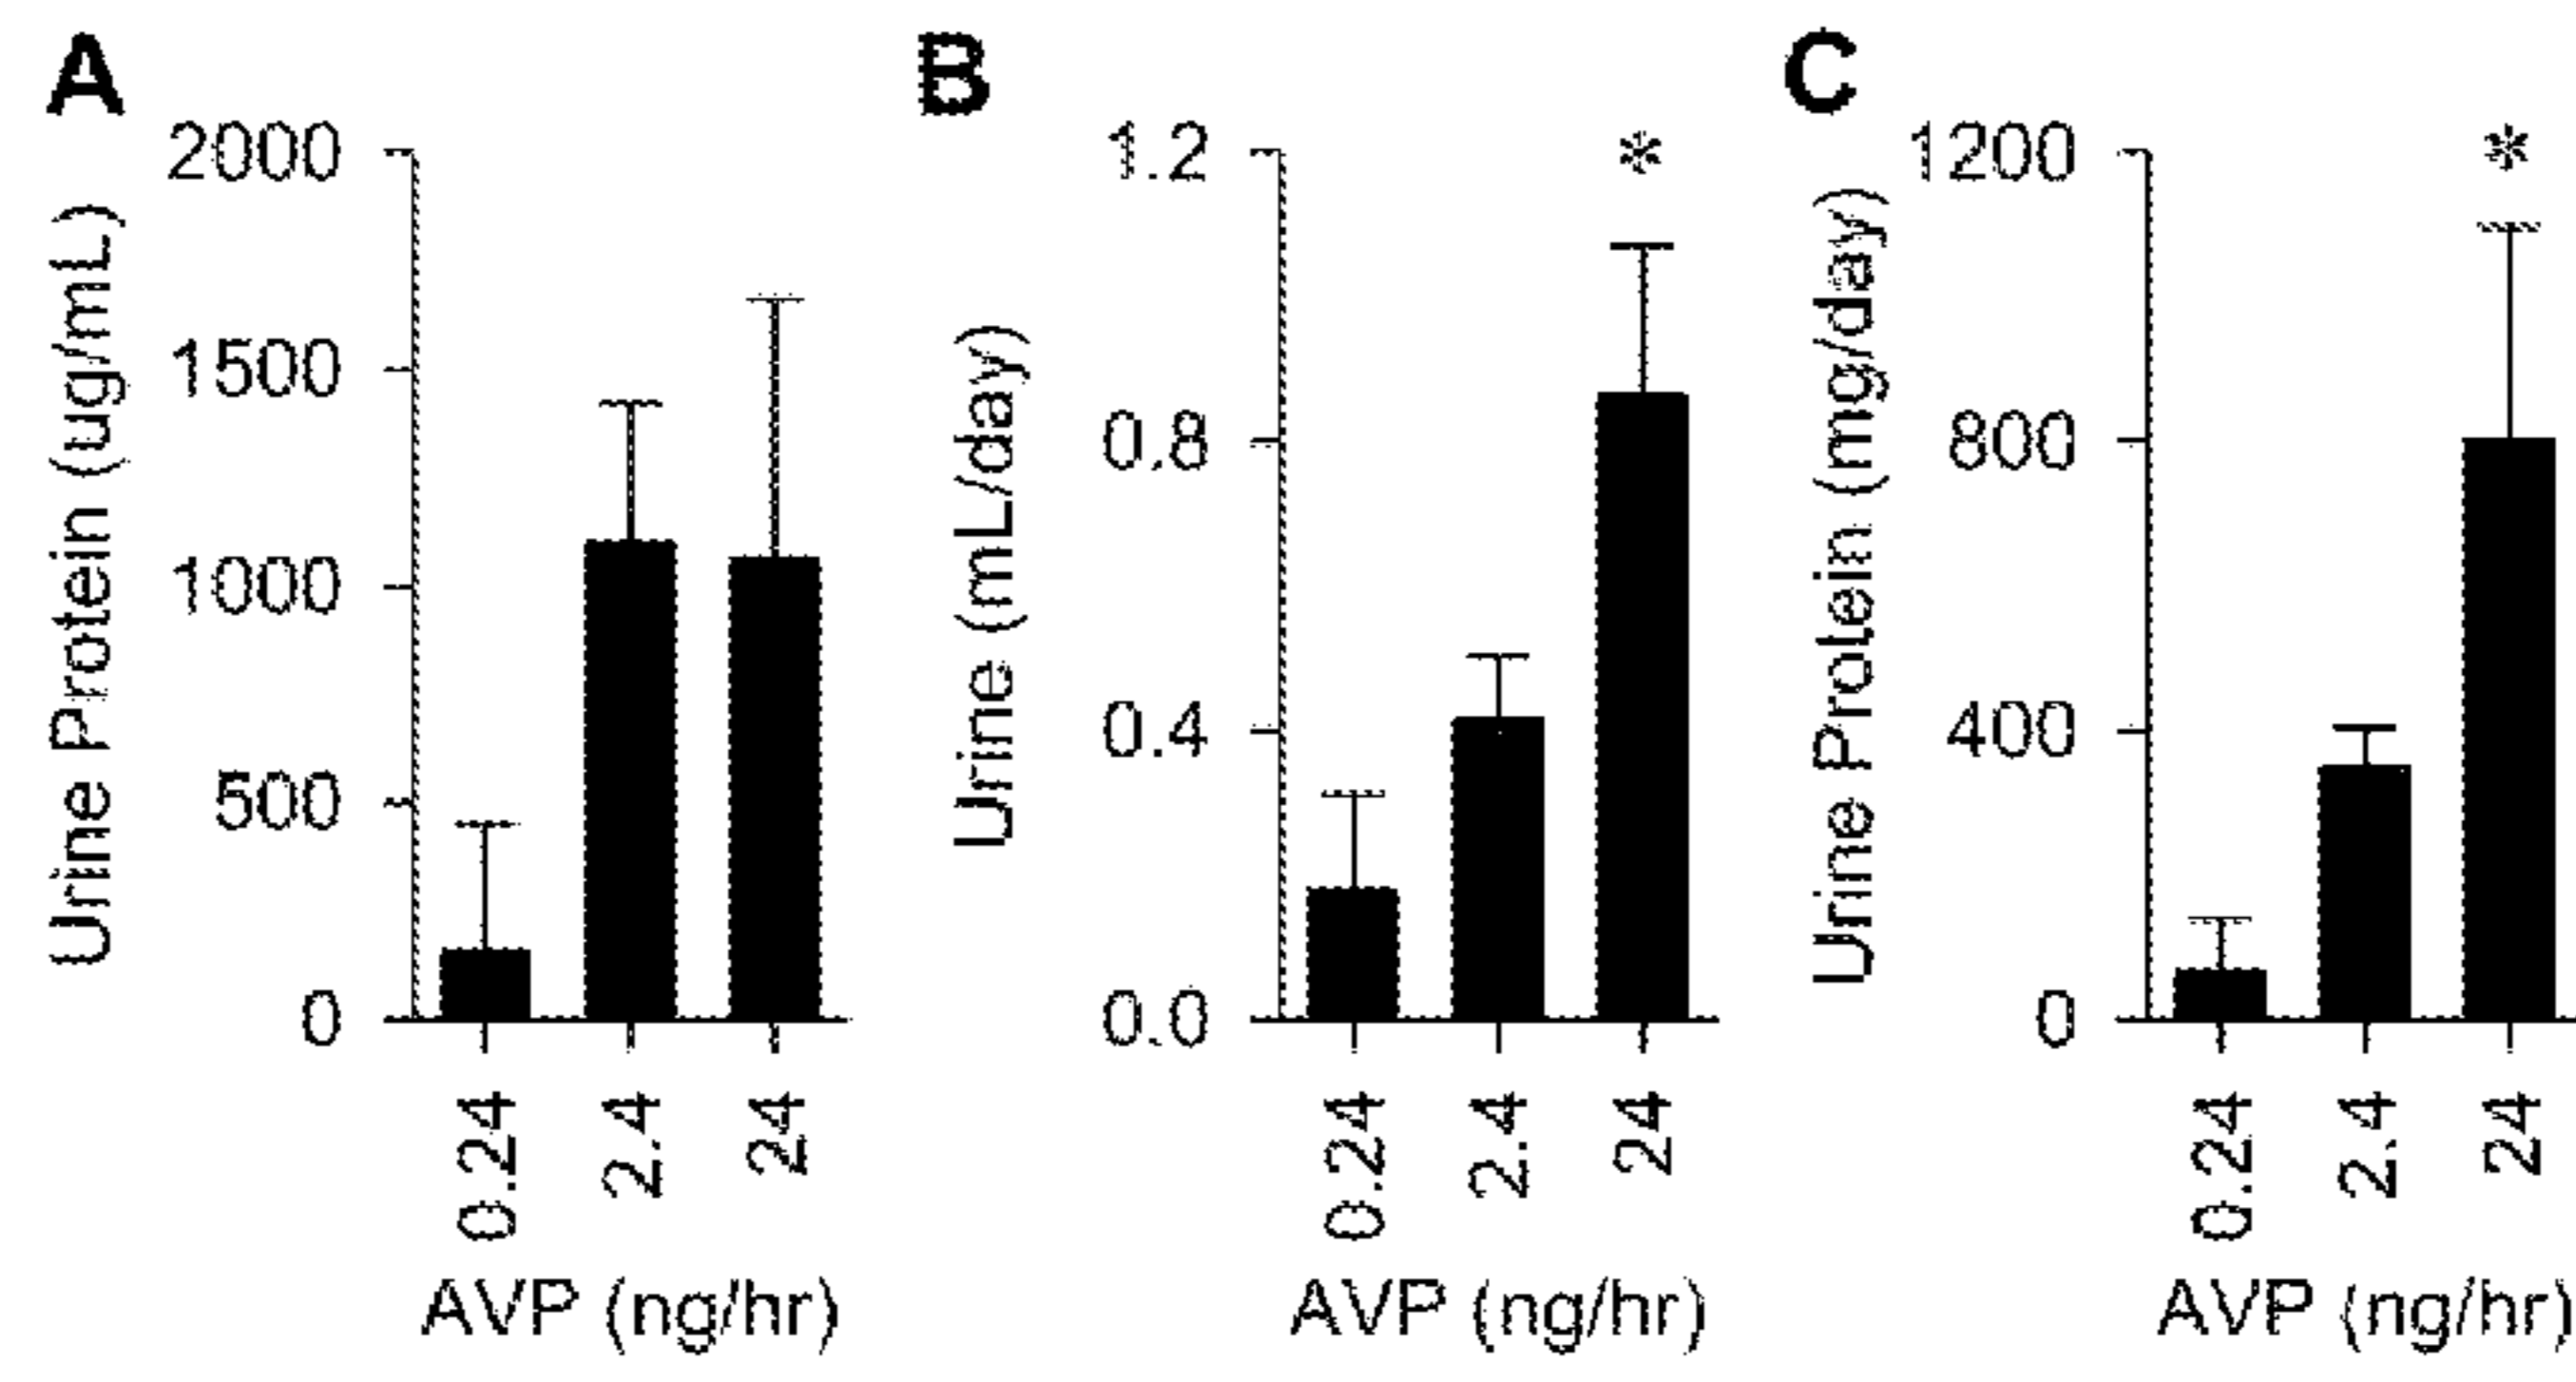 A
Urine Protein (ug/mL)
2000
1500
1000
500
0
0.24
2.4
24
AVP (ng/hr)
B
Urine (mL/day)
1.2
0.8
0.4
0.0
*
0.24
2.4
24
AVP (ng/hr)
C
Urine Protein (mg/day)
1200
800
400
0
*
0.24
2.4
24
AVP (ng/hr)